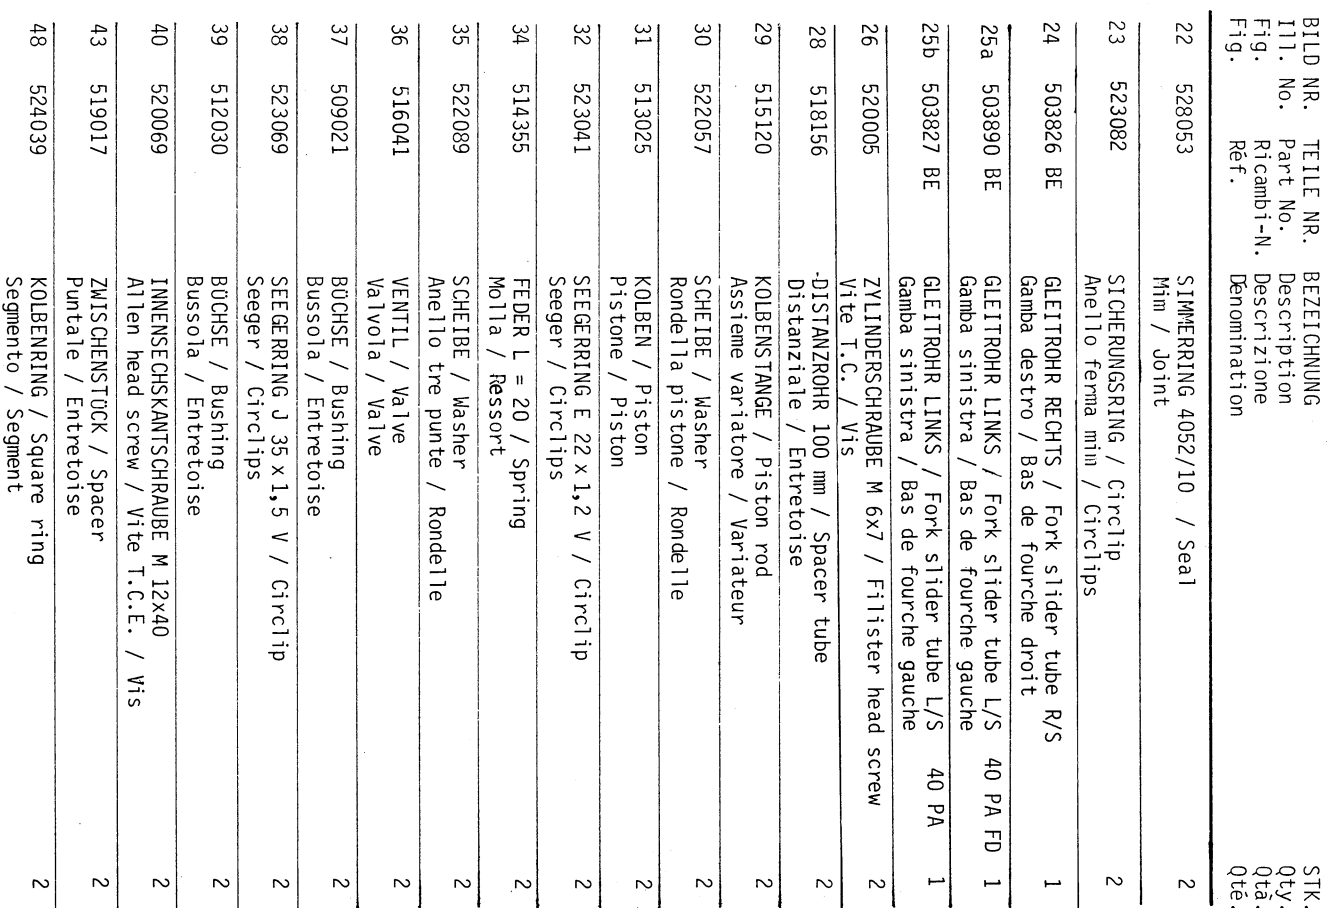 BILD NR. TEILE NR. BEZEICHNUNG STK.
Ill. No. Part No. Description Qty.
Fig. Ricambi-N. Descrizione Qtà.
Fig. Réf. Dénomination Qté.
22 528053 SIMMERRING 4052/10 / Seal 2
Mim / Joint
23 523082 SICHERUNGSRING / Circlip 2
Anello ferma mim / Circlips
24 503826 BE GLEITROHR RECHTS / Fork slider tube R/S 1
Gamba destro / Bas de fourche droit
25a 503890 BE GLEITROHR LINKS / Fork slider tube L/S 40 PA FD 1
Gamba sinistra / Bas de fourche gauche
25b 503827 BE GLEITROHR LINKS / Fork slider tube L/S 40 PA 1
Gamba sinistra / Bas de fourche gauche
26 520005 ZYLINDERSCHRAUBE M 6x7 / Filister head screw 2
Vite T.C. / Vis
28 518156 -DISTANZROHR 100 mm / Spacer tube 2
Distanziale / Entretoise
29 515120 KOLBENSTANGE / Piston rod 2
Assieme variatore / Variateur
30 522057 SCHEIBE / Washer 2
Rondella pistone / Rondelle
31 513025 KOLBEN / Piston 2
Pistone / Piston
32 523041 SEEGERRING E 22 x 1,2 V / Circlip 2
Seeger / Circlips
34 514355 FEDER L = 20 / Spring 2
Molla / Ressort
35 522089 SCHEIBE / Washer 2
Anello tre punte / Rondelle
36 516041 VENTIL / Valve 2
Valvola / Valve
37 509021 BÜCHSE / Bushing 2
Bussola / Entretoise
38 523069 SEEGERRING J 35 x 1,5 V / Circlip 2
Seeger / Circlips
39 512030 BÜCHSE / Bushing 2
Bussola / Entretoise
40 520069 INNENSECHSKANTSCHRAUBE M 12x40 2
Allen head screw / Vite T.C.E. / Vis
43 519017 ZWISCHENSTÜCK / Spacer 2
Puntale / Entretoise
48 524039 KOLBENRING / Square ring 2
Segmento / Segment